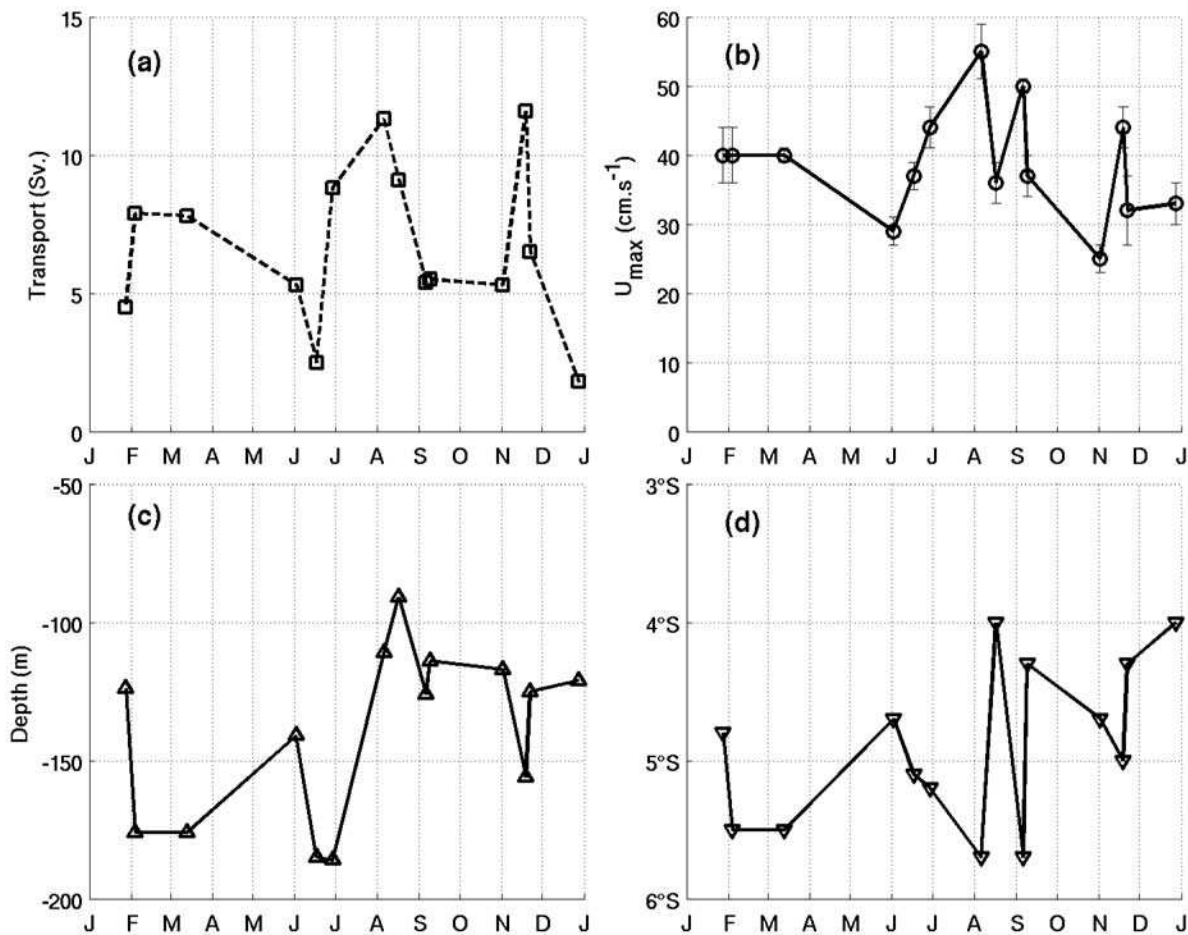 (a)
Transport (Sv.)
15
10
5
0
J F M A M J J A S O N D J
(b)
U_max (cm.s⁻¹)
60
50
40
30
20
10
0
J F M A M J J A S O N D J
(c)
Depth (m)
-50
-100
-150
-200
J F M A M J J A S O N D J
(d)
3°S
4°S
5°S
6°S
J F M A M J J A S O N D J